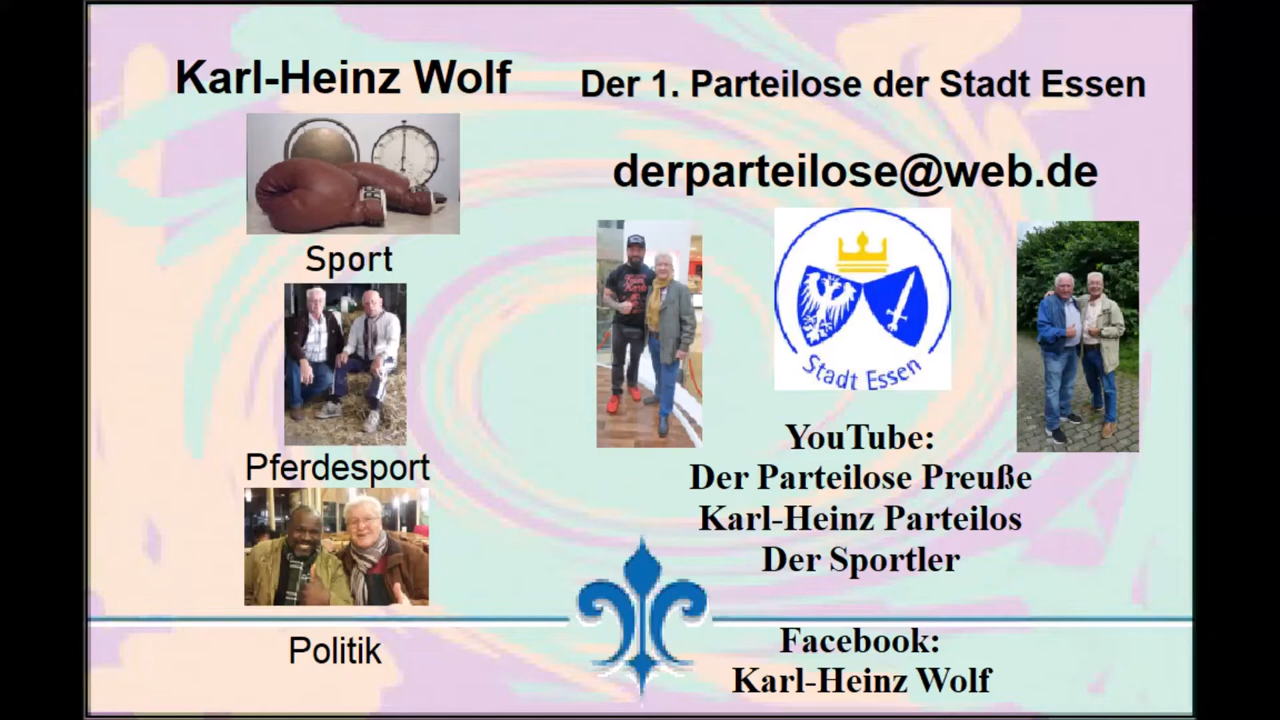 Karl-Heinz Wolf
Der 1. Parteilose der Stadt Essen
derparteilose@web.de
Sport
Pferdesport
Politik
Stadt Essen
YouTube:
Der Parteilose Preuße
Karl-Heinz Parteilos
Der Sportler
Facebook:
Karl-Heinz Wolf